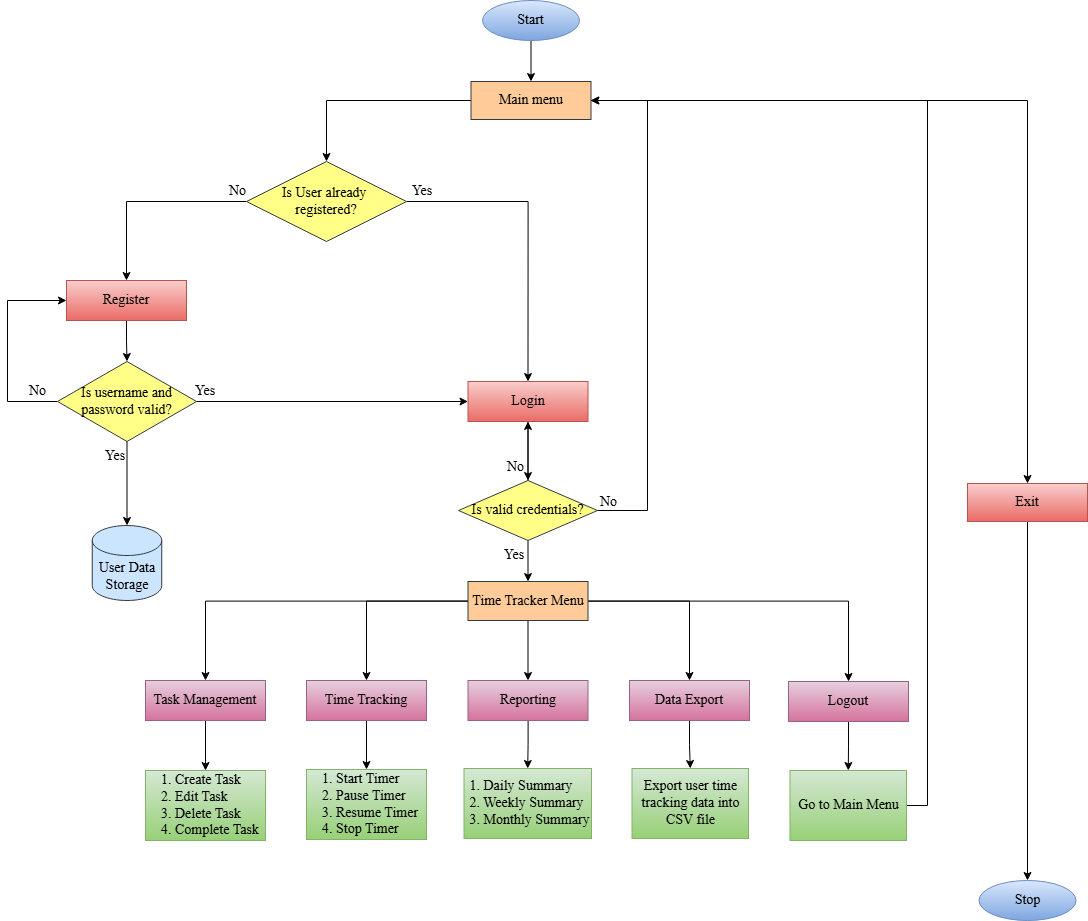 Start
Main menu
Is User already
registered?
No
Yes
Register
Is username and
password valid?
No
Yes
Yes
Login
No
Is valid credentials?
No
Yes
Exit
User Data
Storage
Time Tracker Menu
Task Management
Time Tracking
Reporting
Data Export
Logout
1. Create Task
2. Edit Task
3. Delete Task
4. Complete Task
1. Start Timer
2. Pause Timer
3. Resume Timer
4. Stop Timer
1. Daily Summary
2. Weekly Summary
3. Monthly Summary
Export user time
tracking data into
CSV file
Go to Main Menu
Stop